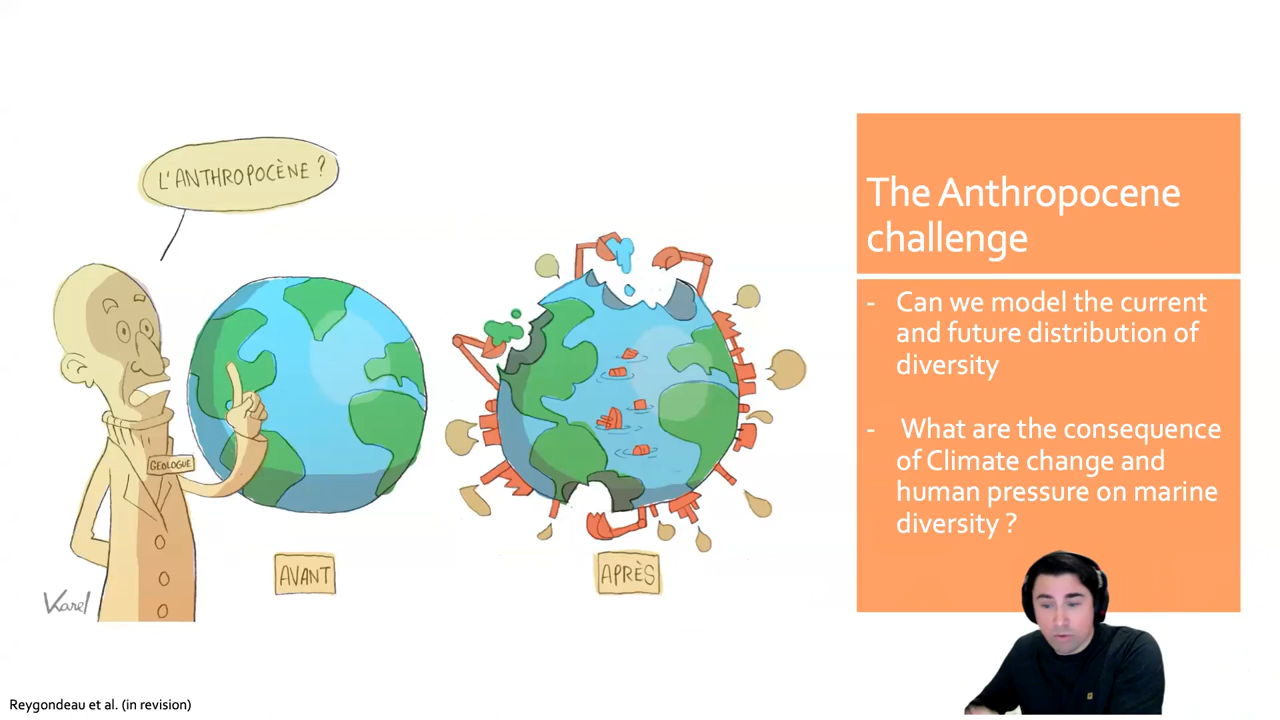 L'ANTHROPOCÈNE ?
GEOLOGUE
AVANT
APRÈS
Karel
The Anthropocene
challenge
- Can we model the current
and future distribution of
diversity
- What are the consequence
of Climate change and
human pressure on marine
diversity ?
Reygondeau et al. (in revision)